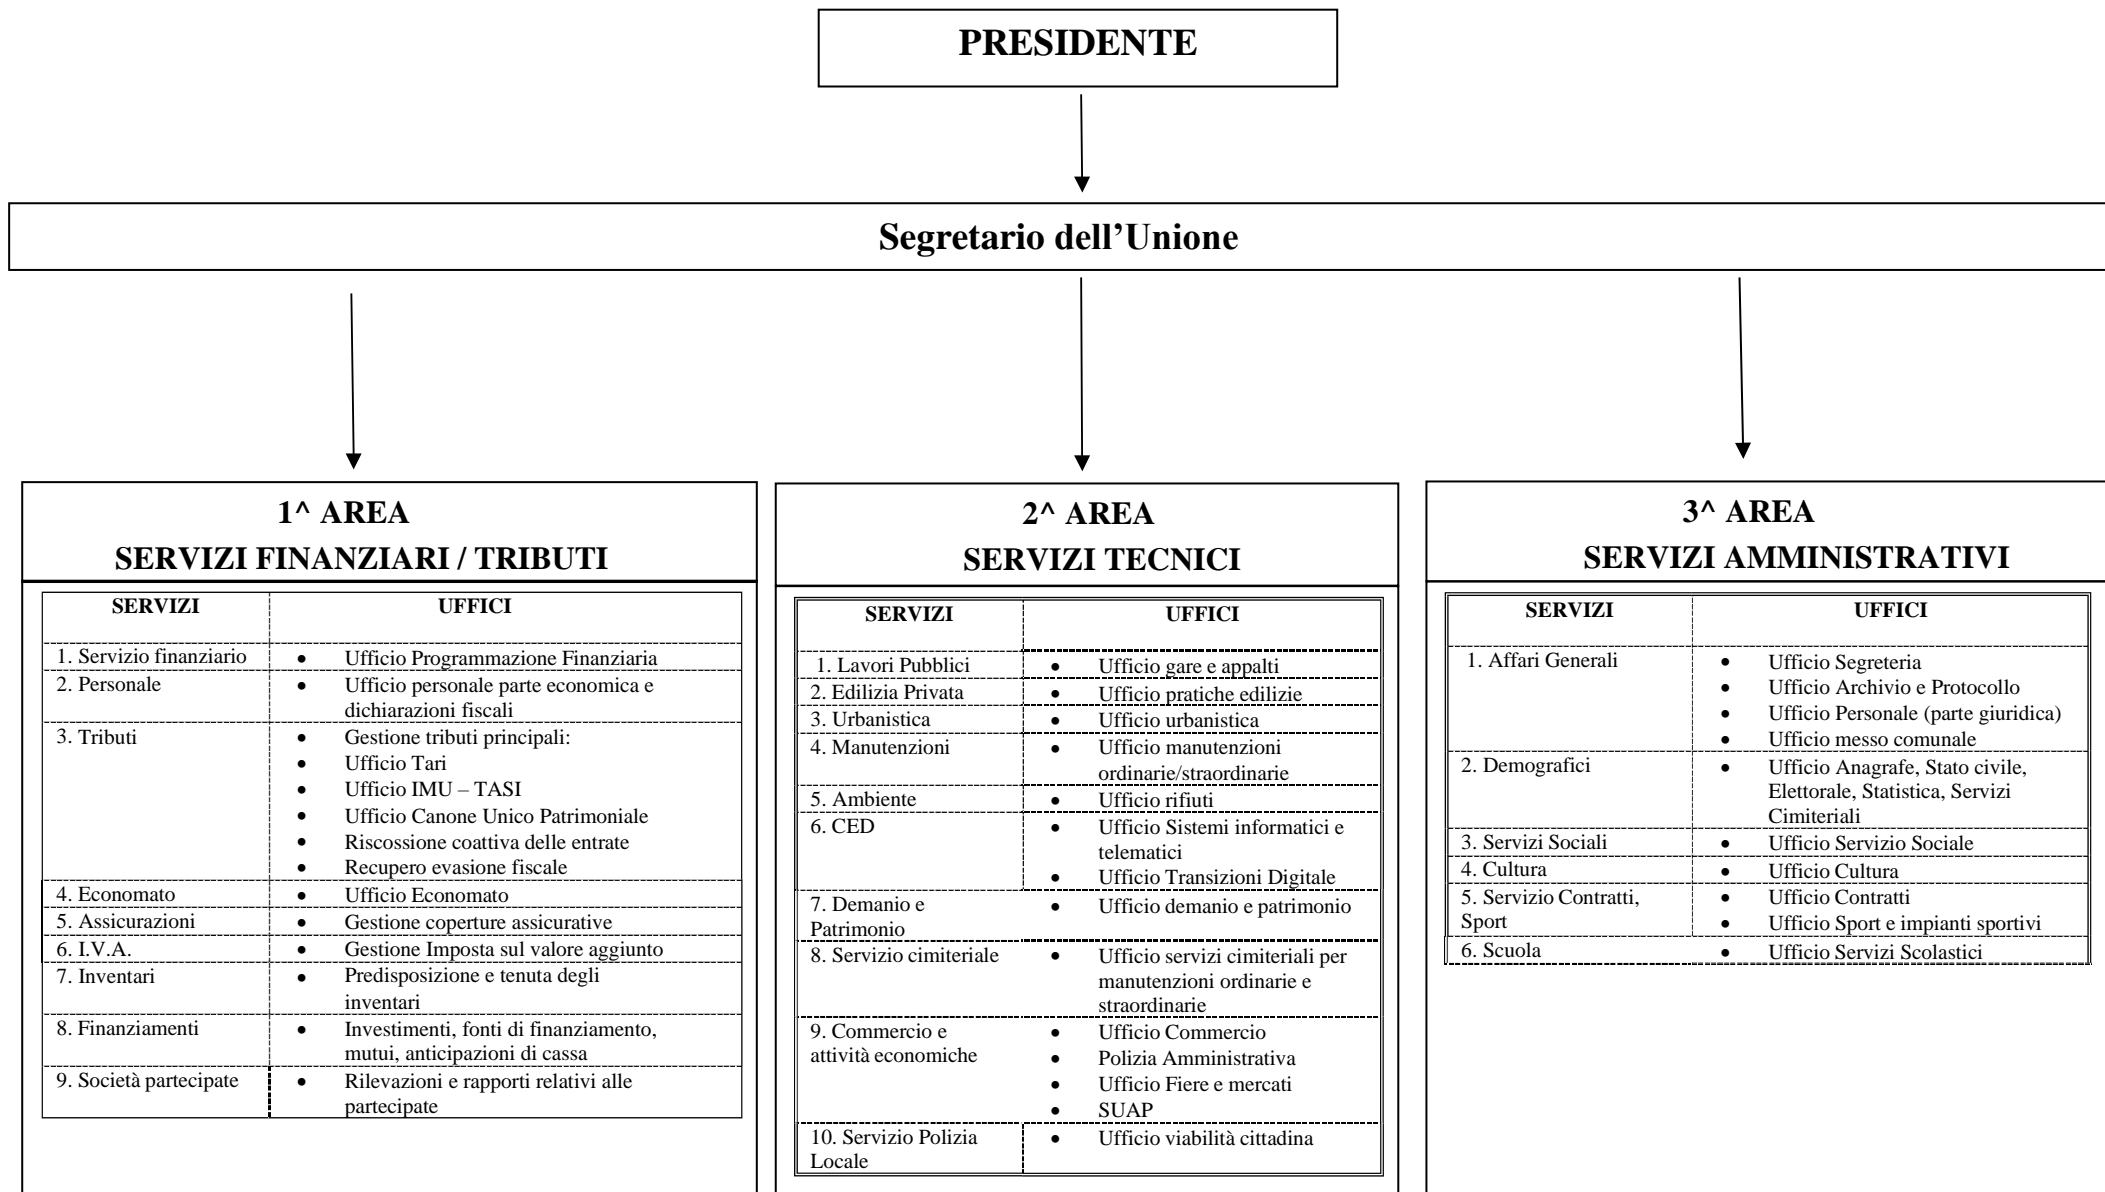 PRESIDENTE
Segretario dell’Unione
1^ AREA
SERVIZI FINANZIARI / TRIBUTI
SERVIZI
UFFICI
1. Servizio finanziario
• Ufficio Programmazione Finanziaria
2. Personale
• Ufficio personale parte economica e
dichiarazioni fiscali
3. Tributi
• Gestione tributi principali:
• Ufficio Tari
• Ufficio IMU – TASI
• Ufficio Canone Unico Patrimoniale
• Riscossione coattiva delle entrate
• Recupero evasione fiscale
4. Economato
• Ufficio Economato
5. Assicurazioni
• Gestione coperture assicurative
6. I.V.A.
• Gestione Imposta sul valore aggiunto
7. Inventari
• Predisposizione e tenuta degli
inventari
8. Finanziamenti
• Investimenti, fonti di finanziamento,
mutui, anticipazioni di cassa
9. Società partecipate
• Rilevazioni e rapporti relativi alle
partecipate
2^ AREA
SERVIZI TECNICI
SERVIZI
UFFICI
1. Lavori Pubblici
• Ufficio gare e appalti
2. Edilizia Privata
• Ufficio pratiche edilizie
3. Urbanistica
• Ufficio urbanistica
4. Manutenzioni
• Ufficio manutenzioni
ordinarie/straordinarie
5. Ambiente
• Ufficio rifiuti
6. CED
• Ufficio Sistemi informatici e
telematici
• Ufficio Transizioni Digitale
7. Demanio e
Patrimonio
• Ufficio demanio e patrimonio
8. Servizio cimiteriale
• Ufficio servizi cimiteriali per
manutenzioni ordinarie e
straordinarie
9. Commercio e
attività economiche
• Ufficio Commercio
• Polizia Amministrativa
• Ufficio Fiere e mercati
• SUAP
10. Servizio Polizia
Locale
• Ufficio viabilità cittadina
3^ AREA
SERVIZI AMMINISTRATIVI
SERVIZI
UFFICI
1. Affari Generali
• Ufficio Segreteria
• Ufficio Archivio e Protocollo
• Ufficio Personale (parte giuridica)
• Ufficio messo comunale
2. Demografici
• Ufficio Anagrafe, Stato civile,
Elettorale, Statistica, Servizi
Cimiteriali
3. Servizi Sociali
• Ufficio Servizio Sociale
4. Cultura
• Ufficio Cultura
5. Servizio Contratti,
Sport
• Ufficio Contratti
• Ufficio Sport e impianti sportivi
6. Scuola
• Ufficio Servizi Scolastici